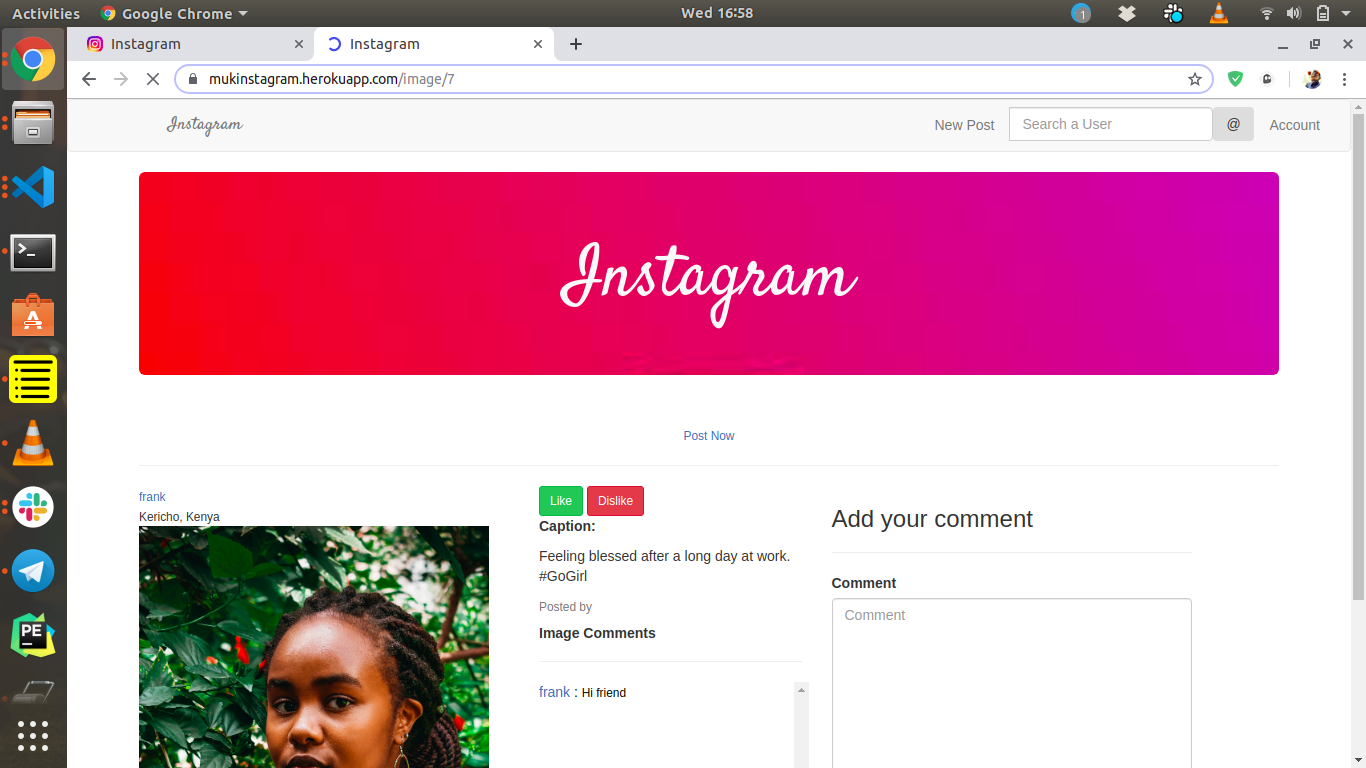 Activities
Google Chrome
Wed 16:58
1
Instagram
Instagram
mukinstagram.herokuapp.com/image/7
Instagram
New Post
Search a User
@
Account
Instagram
Post Now
frank
Kericho, Kenya
Like
Dislike
Caption:
Feeling blessed after a long day at work.
#GoGirl
Posted by
Image Comments
frank : Hi friend
Add your comment
Comment
Comment
PE